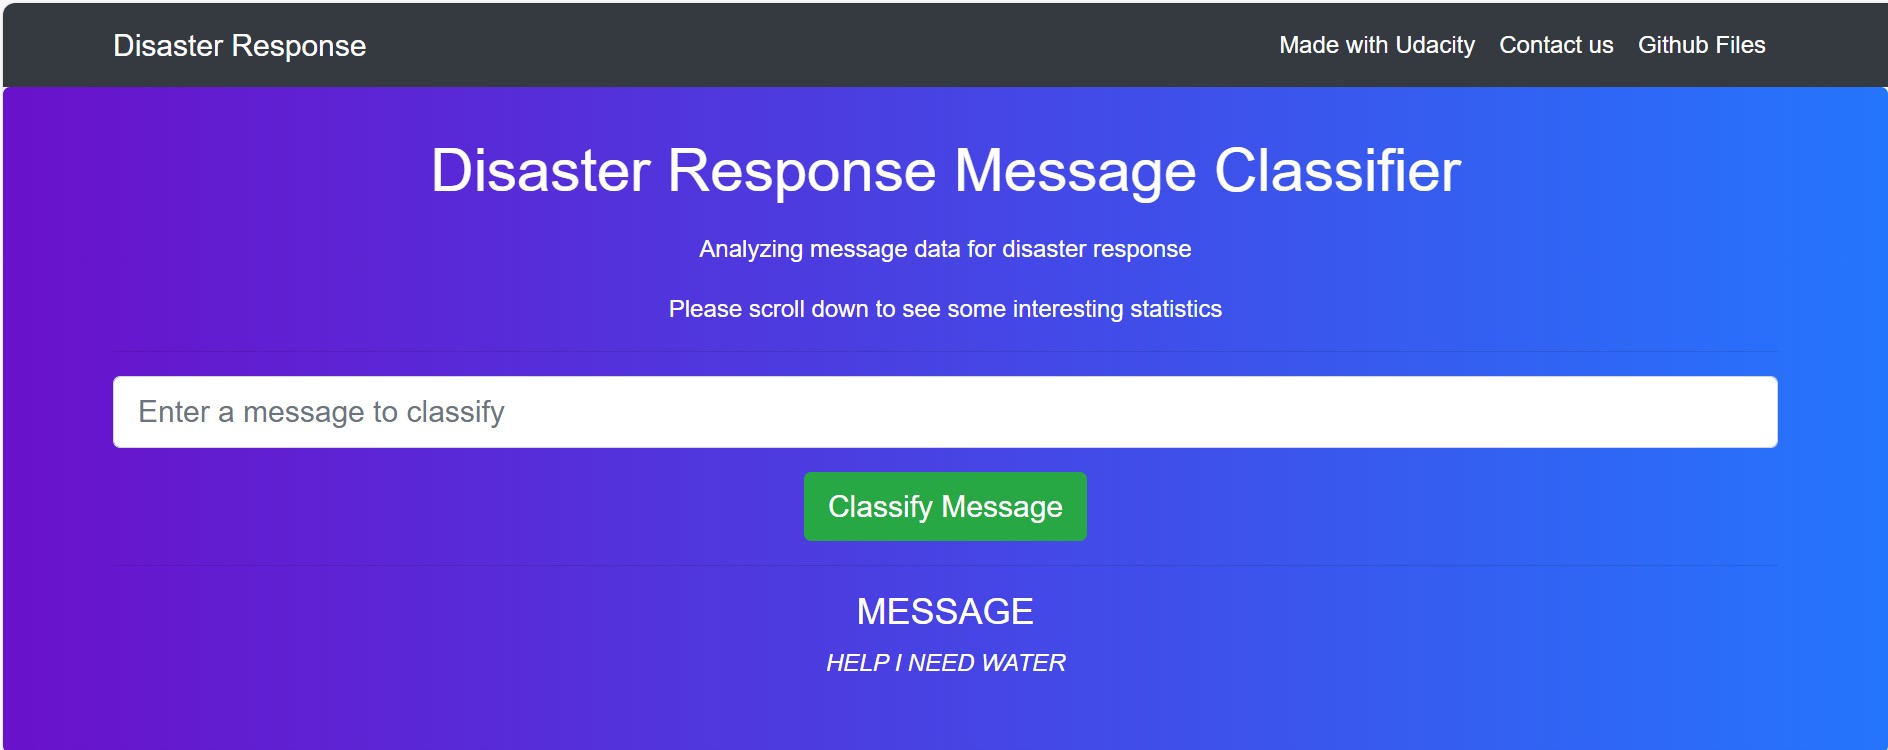 Disaster Response
Made with Udacity Contact us Github Files
Disaster Response Message Classifier
Analyzing message data for disaster response
Please scroll down to see some interesting statistics
Enter a message to classify
Classify Message
MESSAGE
HELP I NEED WATER